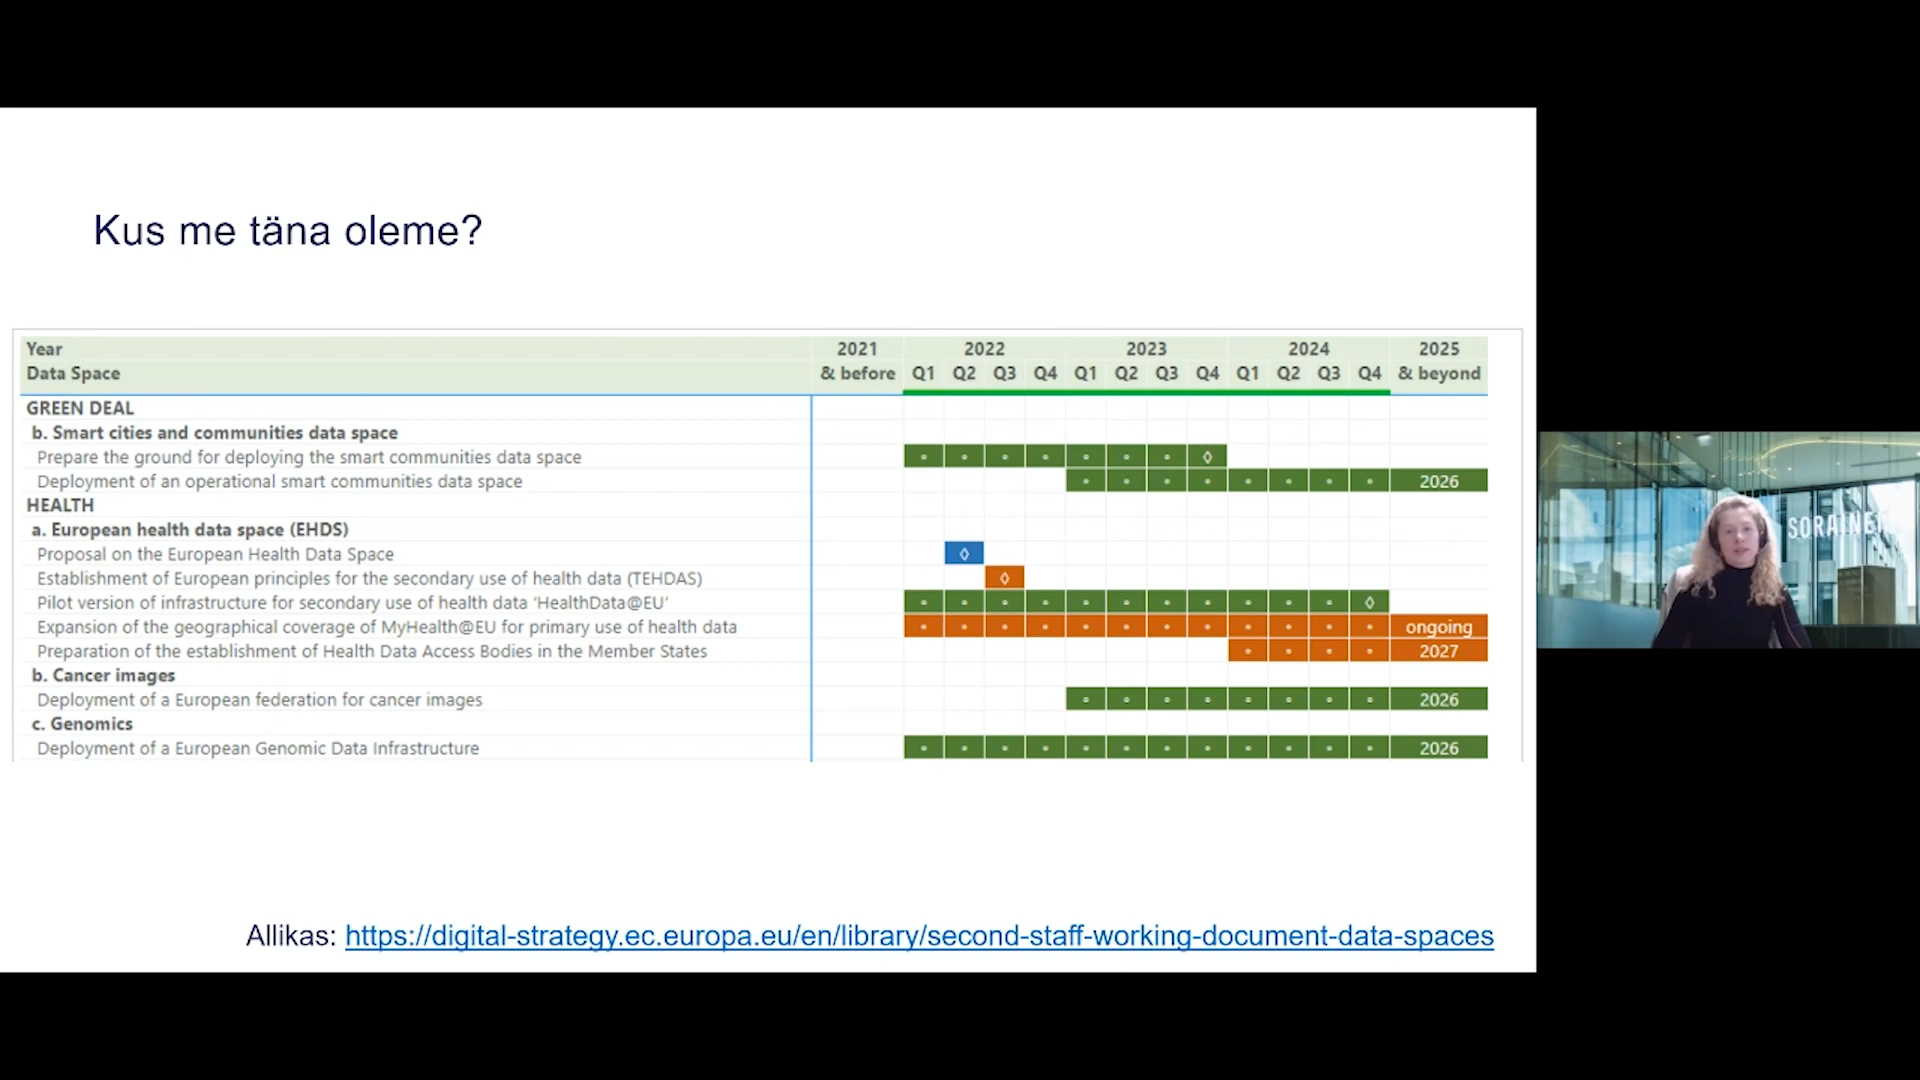 Kus me täna oleme?
Year 2021 2022 2023 2024 2025
Data Space & before Q1 Q2 Q3 Q4 Q1 Q2 Q3 Q4 Q1 Q2 Q3 Q4 & beyond
GREEN DEAL
b. Smart cities and communities data space
Prepare the ground for deploying the smart communities data space
Deployment of an operational smart communities data space 2026
HEALTH
a. European health data space (EHDS)
Proposal on the European Health Data Space
Establishment of European principles for the secondary use of health data (TEHDAS)
Pilot version of infrastructure for secondary use of health data ‘HealthData@EU’
Expansion of the geographical coverage of MyHealth@EU for primary use of health data ongoing
Preparation of the establishment of Health Data Access Bodies in the Member States 2027
b. Cancer images
Deployment of a European federation for cancer images 2026
c. Genomics
Deployment of a European Genomic Data Infrastructure 2026
Allikas: https://digital-strategy.ec.europa.eu/en/library/second-staff-working-document-data-spaces
SORAINEN